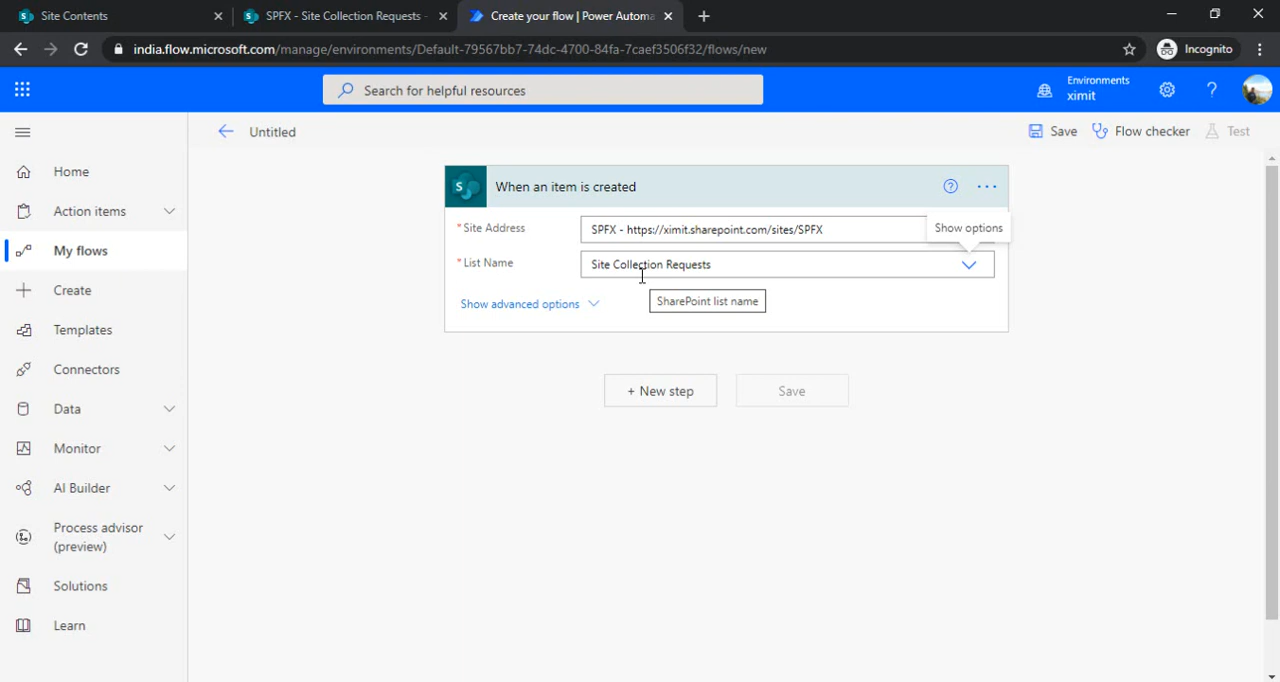 Site Contents
SPFX - Site Collection Requests -
Create your flow | Power Automa
india.flow.microsoft.com/manage/environments/Default-79567bb7-74dc-4700-84fa-7caef3506f32/flows/new
Incognito
Search for helpful resources
Environments
ximit
Untitled
Save
Flow checker
Test
Home
Action items
My flows
Create
Templates
Connectors
Data
Monitor
AI Builder
Process advisor
(preview)
Solutions
Learn
When an item is created
* Site Address
SPFX - https://ximit.sharepoint.com/sites/SPFX
Show options
* List Name
Site Collection Requests
Show advanced options
SharePoint list name
+ New step
Save